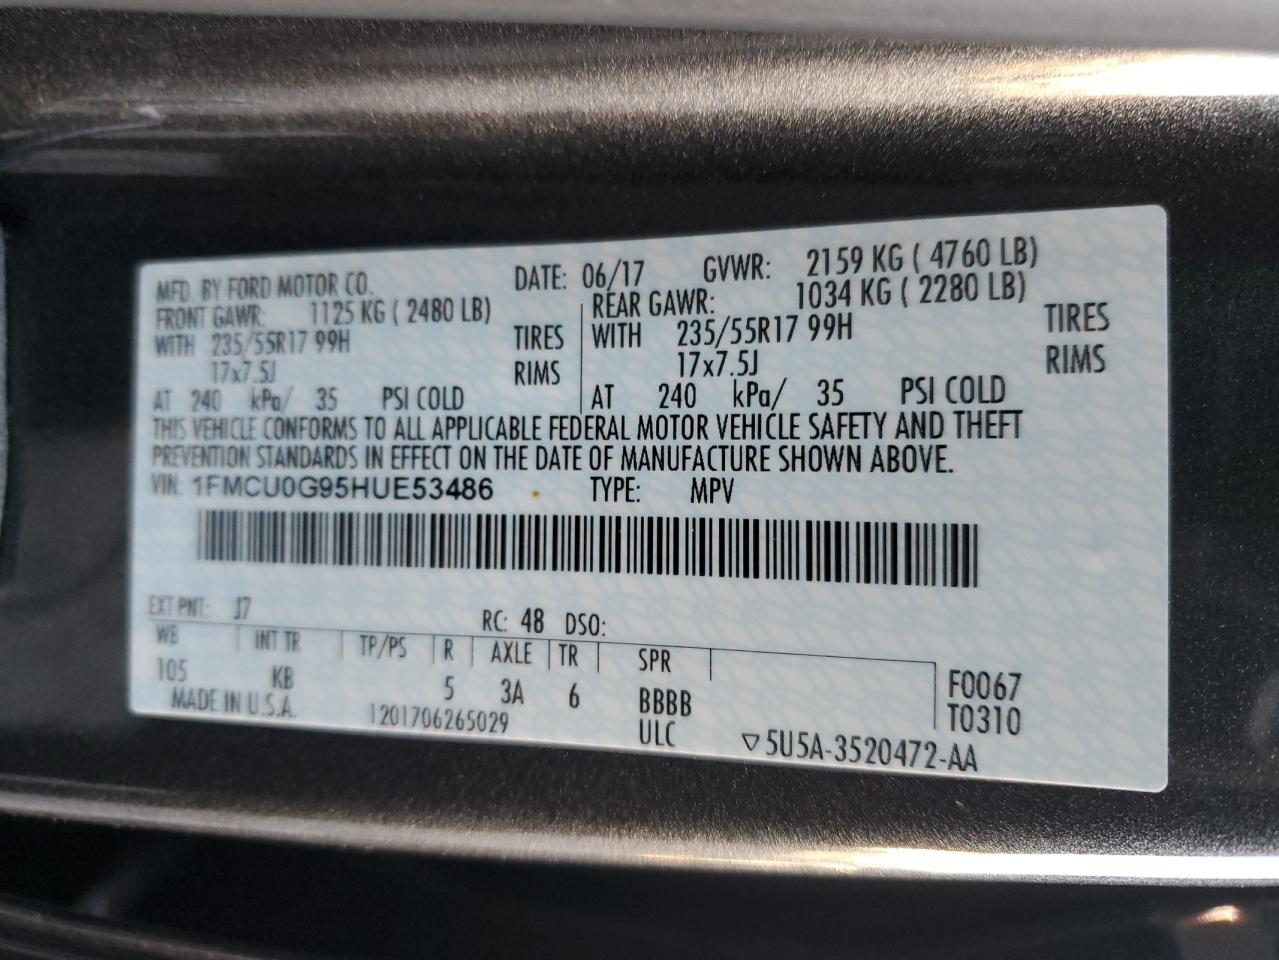 MFD. BY FORD MOTOR CO. DATE: 06/17 GVWR: 2159 KG ( 4760 LB)
FRONT GAWR: 1125 KG ( 2480 LB) REAR GAWR: 1034 KG ( 2280 LB)
WITH 235/55R17 99H TIRES WITH 235/55R17 99H TIRES
17x7.5J RIMS 17x7.5J RIMS
AT 240 kPa/ 35 PSI COLD AT 240 kPa/ 35 PSI COLD
THIS VEHICLE CONFORMS TO ALL APPLICABLE FEDERAL MOTOR VEHICLE SAFETY AND THEFT
PREVENTION STANDARDS IN EFFECT ON THE DATE OF MANUFACTURE SHOWN ABOVE.
VIN: 1FMCU0G95HUE53486 TYPE: MPV
EXT PNT: J7 RC: 48 DSO:
WB INT TR TP/PS R AXLE TR SPR
105 KB 5 3A 6 BBBB F0067
MADE IN U.S.A. 1201706265029 ULC T0310
▽5U5A-3520472-AA